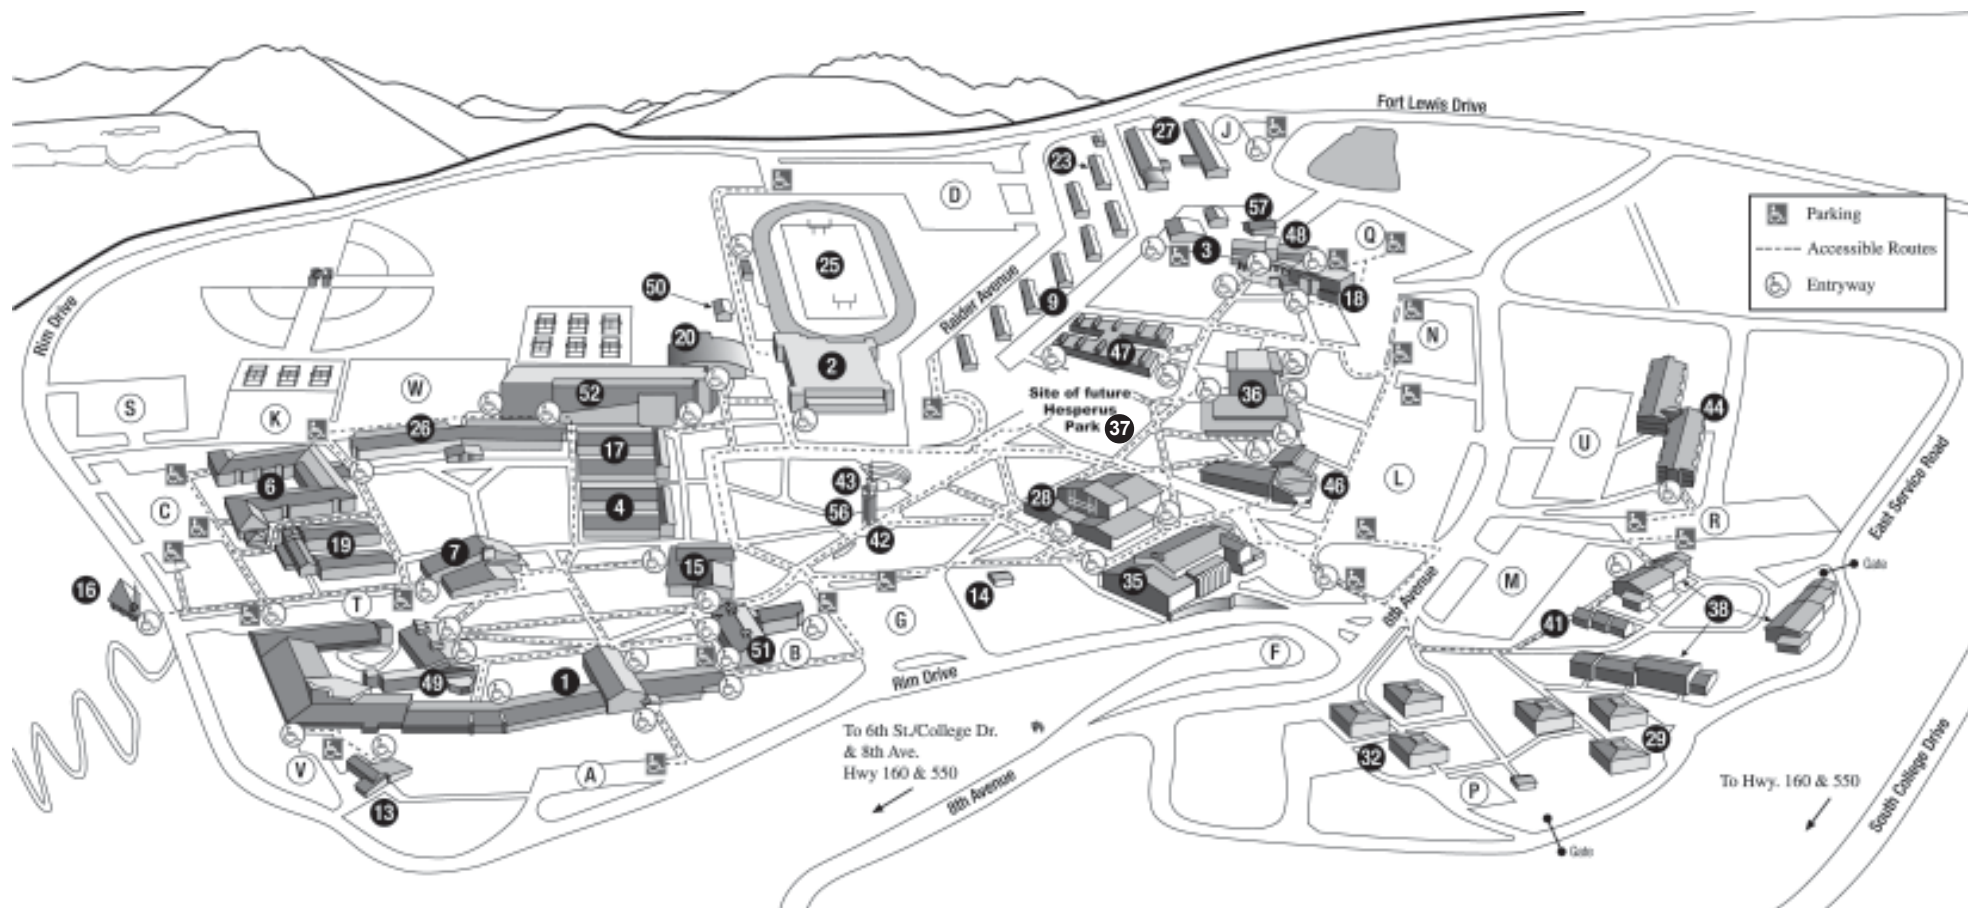 Fort Lewis Drive
27
J
23
D
Parking
57
Accessible Routes
3
48
Q
Entryway
25
50
Raider Avenue
9
18
Rim Drive
20
N
2
47
S
W
52
Site of future
Hesperus
Park
37
36
44
K
26
U
17
6
43
28
46
L
East Service Road
C
4
56
R
19
7
42
15
35
Gate
16
14
M
T
8th Avenue
38
G
41
51
B
F
49
1
Rim Drive
To 6th St./College Dr.
& 8th Ave.
Hwy 160 & 550
29
32
V
A
8th Avenue
P
To Hwy. 160 & 550
South College Drive
13
Gate